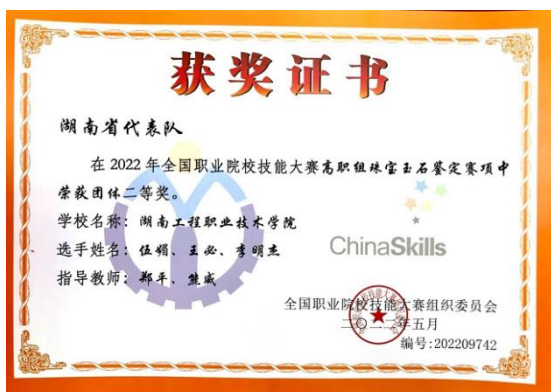 获奖证书
湖南省代表队
在2022年全国职业院校技能大赛高职组珠宝玉石鉴定赛项中
荣获团体二等奖。
学校名称：湖南工程职业技术学院
选手姓名：伍娟、王必、李明杰
指导教师：郑平、熊威
ChinaSkills
全国职业院校技能大赛组织委员会
二〇二二年五月
编号:202209742